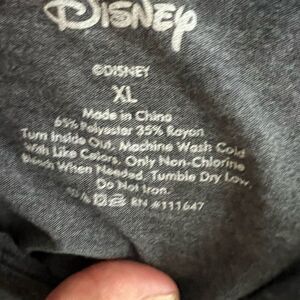 Disney
©DISNEY
XL
Made in China
65% Polyester 35% Rayon
Turn Inside Out. Machine Wash Cold
With Like Colors. Only Non-Chlorine
Bleach When Needed. Tumble Dry Low.
Do Not Iron.
RN #111647